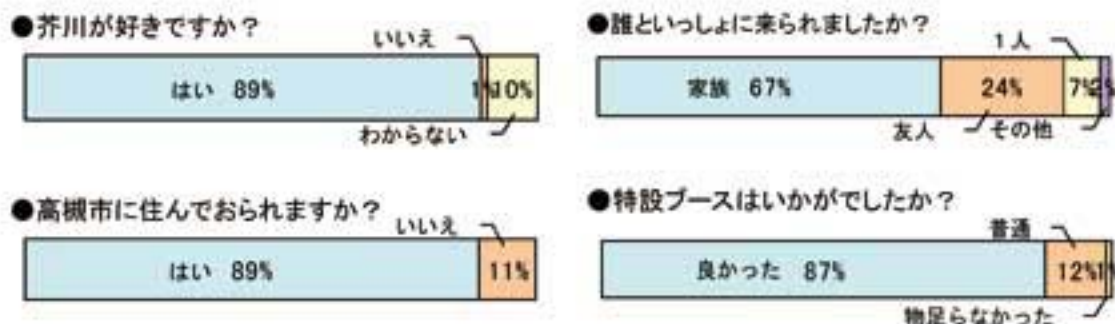 ●芥川が好きですか？
いいえ
はい 89%
1%
10%
わからない
●誰といっしょに来られましたか？
1人
家族 67%
24%
7%
2%
友人
その他
●高槻市に住んでおられますか？
いいえ
はい 89%
11%
●特設ブースはいかがでしたか？
普通
良かった 87%
12%
1%
物足らなかった